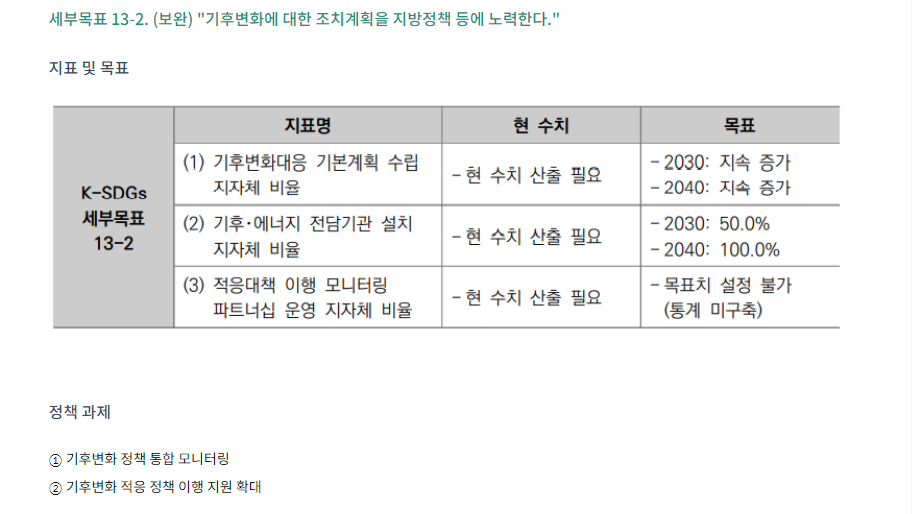 세부목표 13-2. (보완) "기후변화에 대한 조치계획을 지방정책 등에 노력한다."
지표 및 목표
지표명 현 수치 목표
K-SDGs
세부목표
13-2
(1) 기후변화대응 기본계획 수립
지자체 비율
- 현 수치 산출 필요
- 2030: 지속 증가
- 2040: 지속 증가
(2) 기후·에너지 전담기관 설치
지자체 비율
- 현 수치 산출 필요
- 2030: 50.0%
- 2040: 100.0%
(3) 적응대책 이행 모니터링
파트너십 운영 지자체 비율
- 현 수치 산출 필요
- 목표치 설정 불가
(통계 미구축)
정책 과제
① 기후변화 정책 통합 모니터링
② 기후변화 적응 정책 이행 지원 확대